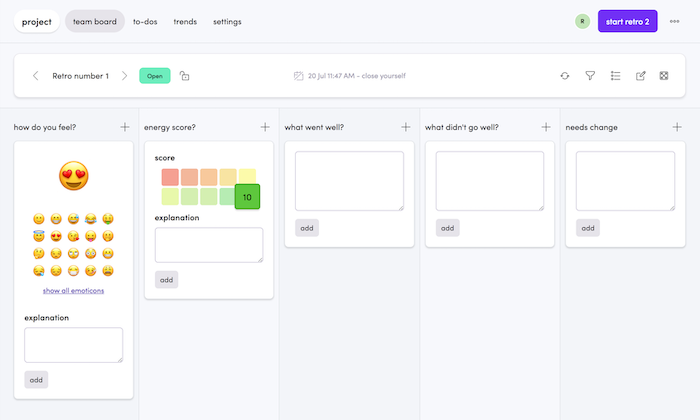 project
team board
to-dos
trends
settings
R
start retro 2
Retro number 1
Open
20 Jul 11:47 AM - close yourself
how do you feel?
energy score?
what went well?
what didn't go well?
needs change
show all emoticons
explanation
add
score
10
explanation
add
add
add
add